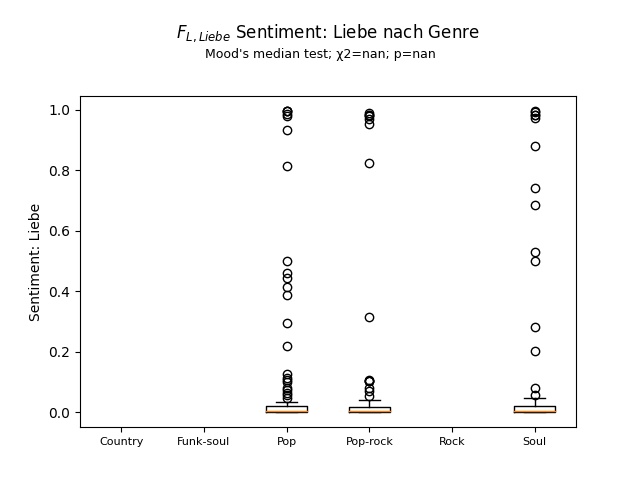 F_{L, Liebe} Sentiment: Liebe nach Genre
Mood's median test; χ2=nan; p=nan
Sentiment: Liebe
1.0
0.8
0.6
0.4
0.2
0.0
Country Funk-soul Pop Pop-rock Rock Soul